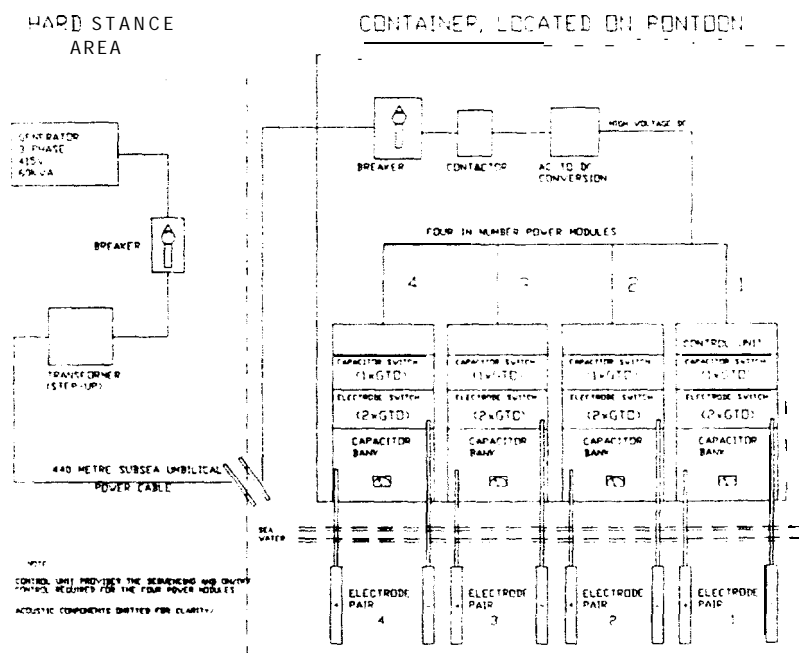 HARD STANCE
AREA
CONTAINER, LOCATED ON PONTOON
GENERATOR
3 PHASE
415v
60KVA
BREAKER
TRANSFORMER
(STEP-UP)
440 METRE SUBSEA UMBILICAL
POWER CABLE
BREAKER
CONTACTOR
AC TO DC
CONVERSION
HIGH VOLTAGE DC
FOUR IN NUMBER POWER MODULES
4
3
2
1
CONTROL UNIT
CAPACITOR SWITCH
(1xGTO)
CAPACITOR SWITCH
(1xGTO)
CAPACITOR SWITCH
(1xGTO)
CAPACITOR SWITCH
(1xGTO)
ELECTRODE SWITCH
(2xGTO)
ELECTRODE SWITCH
(2xGTO)
ELECTRODE SWITCH
(2xGTO)
ELECTRODE SWITCH
(2xGTO)
CAPACITOR
BANK
CAPACITOR
BANK
CAPACITOR
BANK
CAPACITOR
BANK
SEA
WATER
ELECTRODE
PAIR
4
ELECTRODE
PAIR
3
ELECTRODE
PAIR
2
ELECTRODE
PAIR
1
NOTE
CONTROL UNIT PROVIDES THE SEQUENCING AND ON/OFF
CONTROL REQUIRED FOR THE FOUR POWER MODULES
ACOUSTIC COMPONENTS OMITTED FOR CLARITY